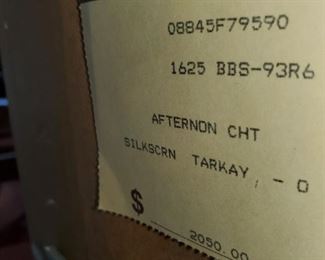 08845F79590
1625 BBS-93R6
AFTERNON CHT
SILKSCRN TARKAY, - O
$ 2050.00